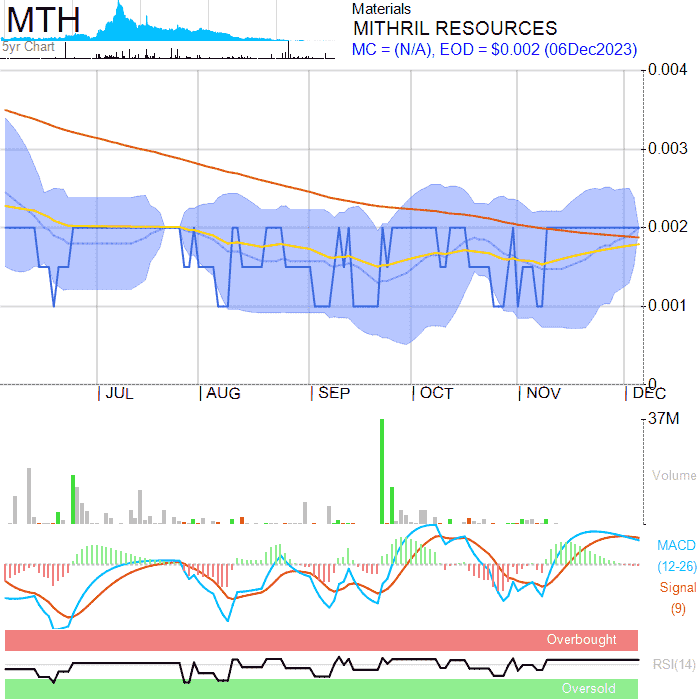 MTH
5yr Chart
Materials
MITHRIL RESOURCES
MC = (N/A), EOD = $0.002 (06Dec2023)
0.004
0.003
0.002
0.001
0
JUL AUG SEP OCT NOV DEC
37M
Volume
MACD
(12-26)
Signal
(9)
Overbought
RSI(14)
Oversold